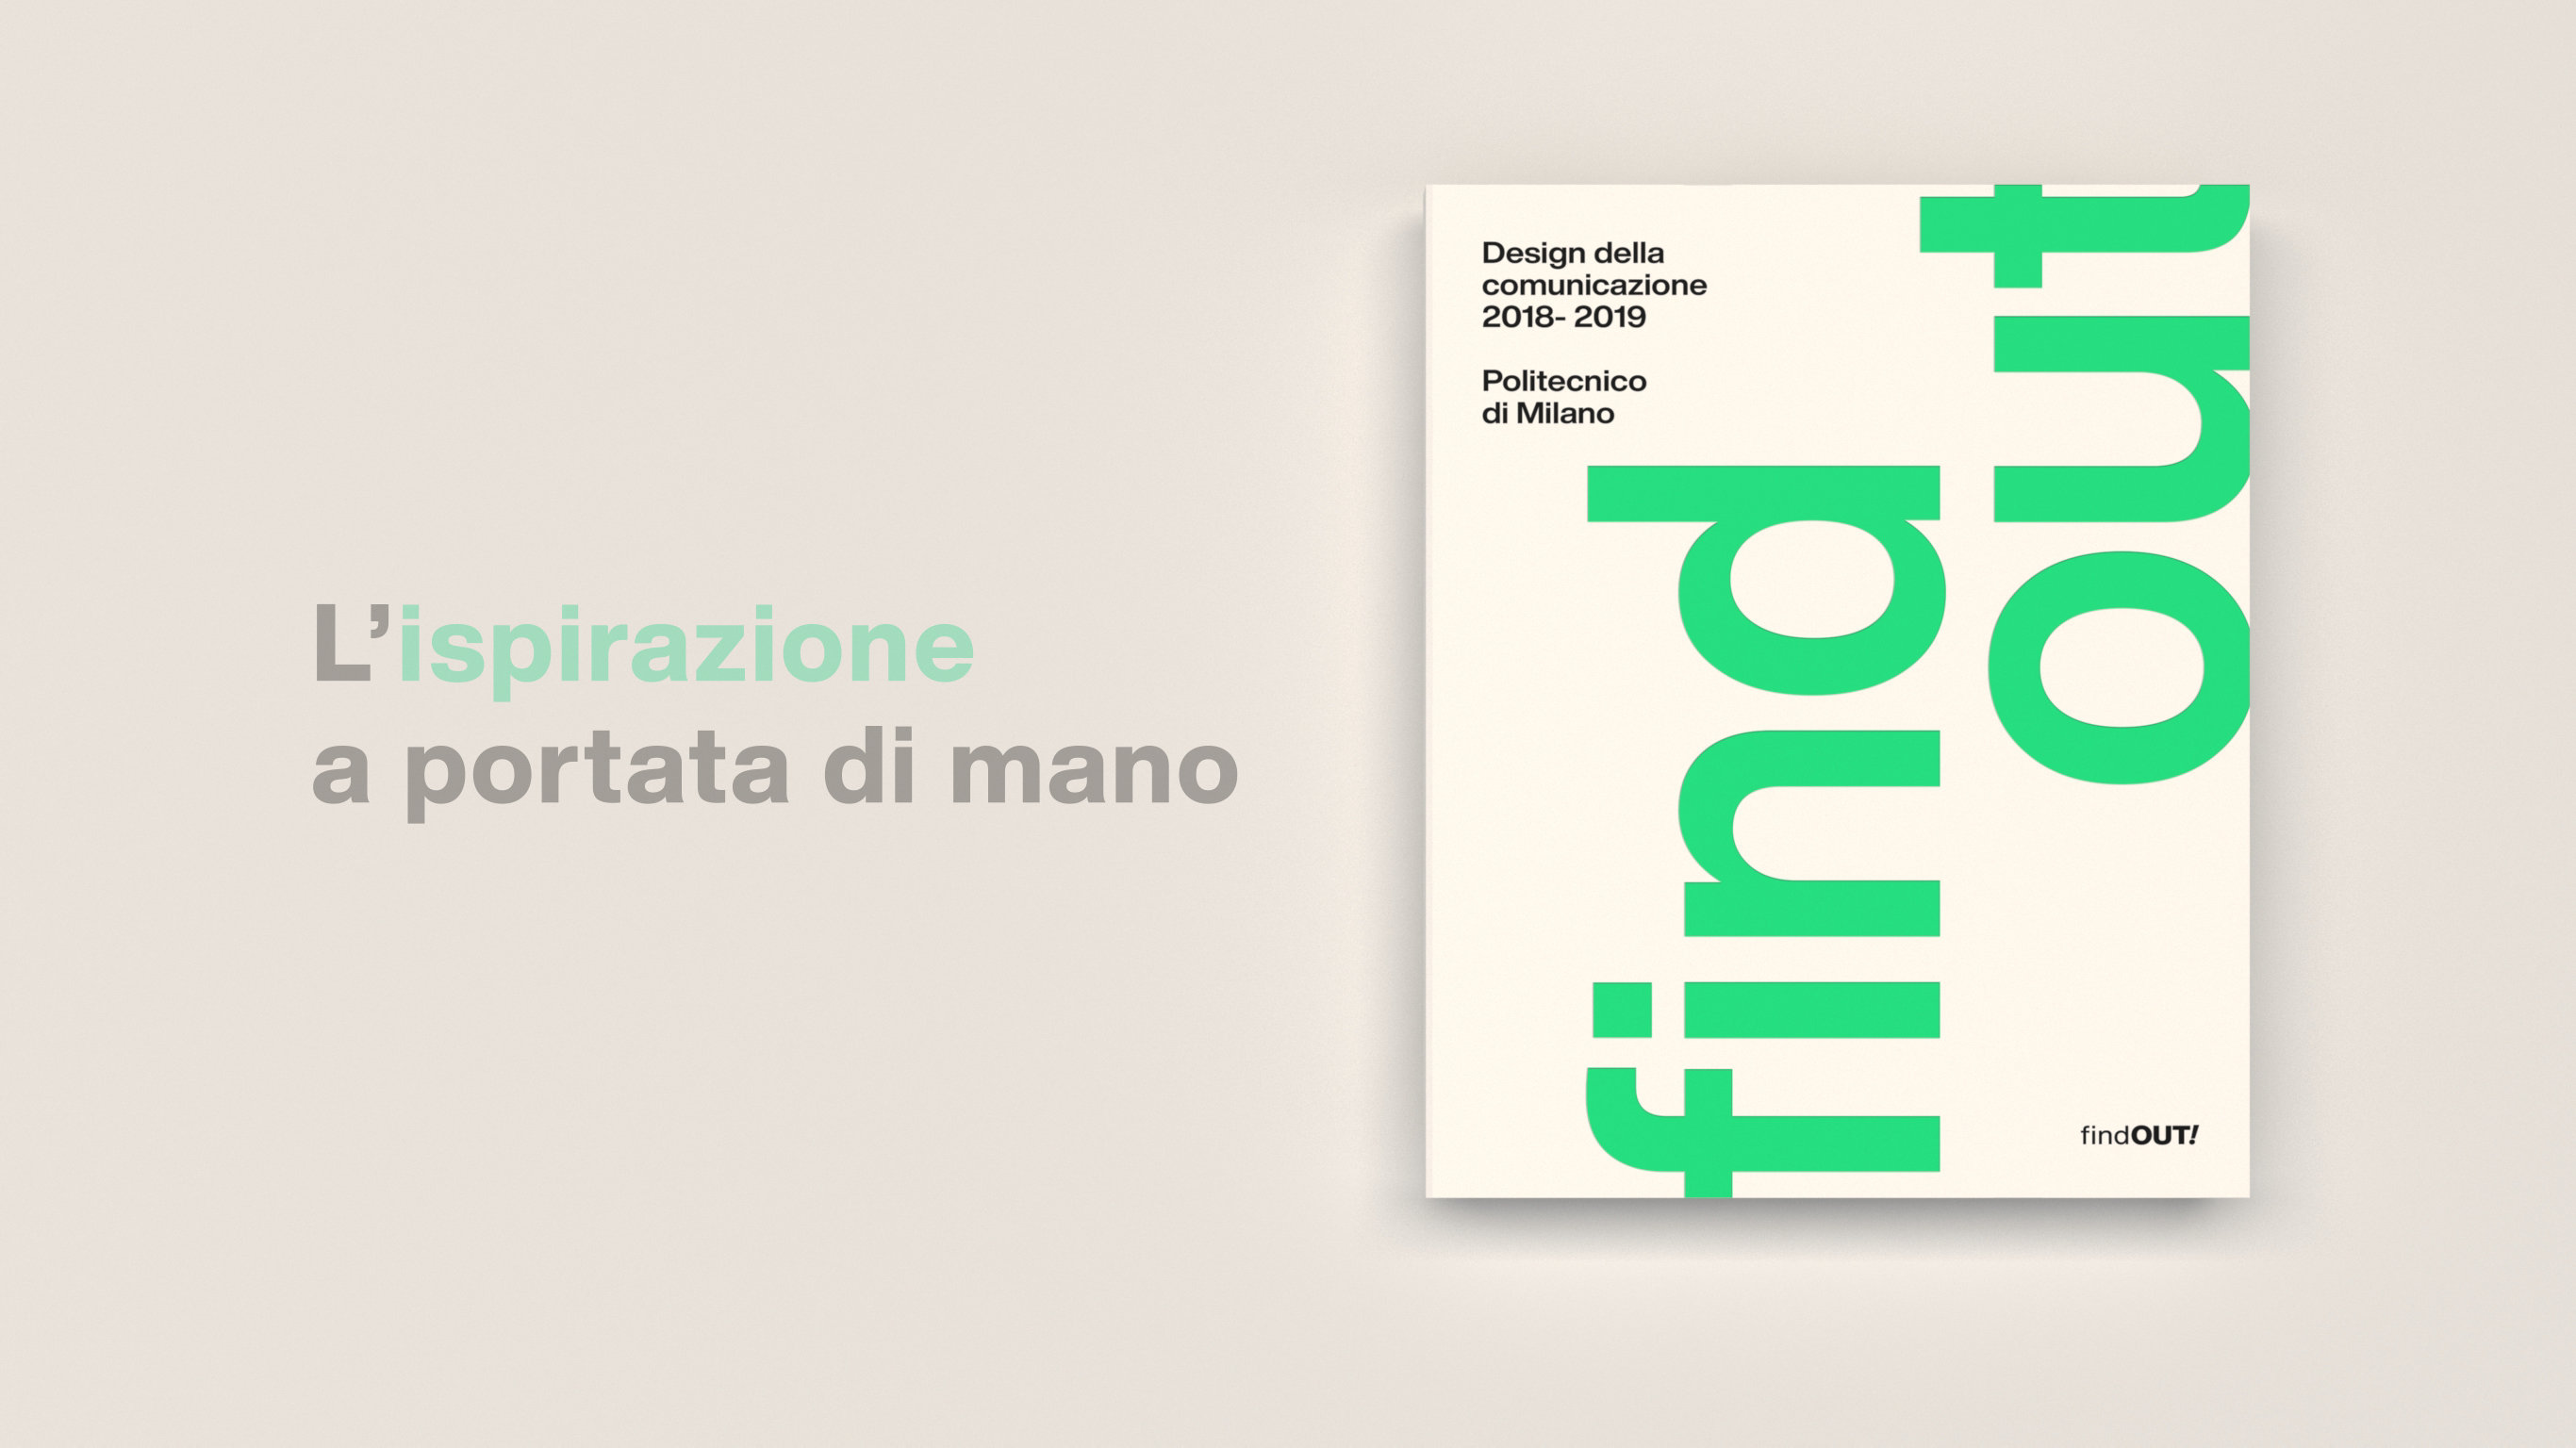 L’ispirazione
a portata di mano
Design della
comunicazione
2018- 2019
Politecnico
di Milano
find
out
findOUT!